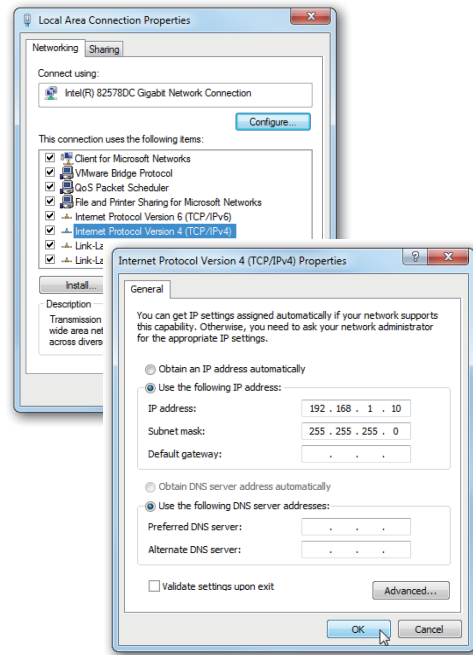 Local Area Connection Properties
Networking Sharing
Connect using:
Intel(R) 82578DC Gigabit Network Connection
Configure...
This connection uses the following items:
Client for Microsoft Networks
VMware Bridge Protocol
QoS Packet Scheduler
File and Printer Sharing for Microsoft Networks
Internet Protocol Version 6 (TCP/IPv6)
Internet Protocol Version 4 (TCP/IPv4)
Link-La
Link-La
Install...
Description
Transmission
wide area net
across divers
Internet Protocol Version 4 (TCP/IPv4) Properties
General
You can get IP settings assigned automatically if your network supports
this capability. Otherwise, you need to ask your network administrator
for the appropriate IP settings.
Obtain an IP address automatically
Use the following IP address:
IP address: 192 . 168 . 1 . 10
Subnet mask: 255 . 255 . 255 . 0
Default gateway: . . .
Obtain DNS server address automatically
Use the following DNS server addresses:
Preferred DNS server: . . .
Alternate DNS server: . . .
Validate settings upon exit
Advanced...
OK Cancel